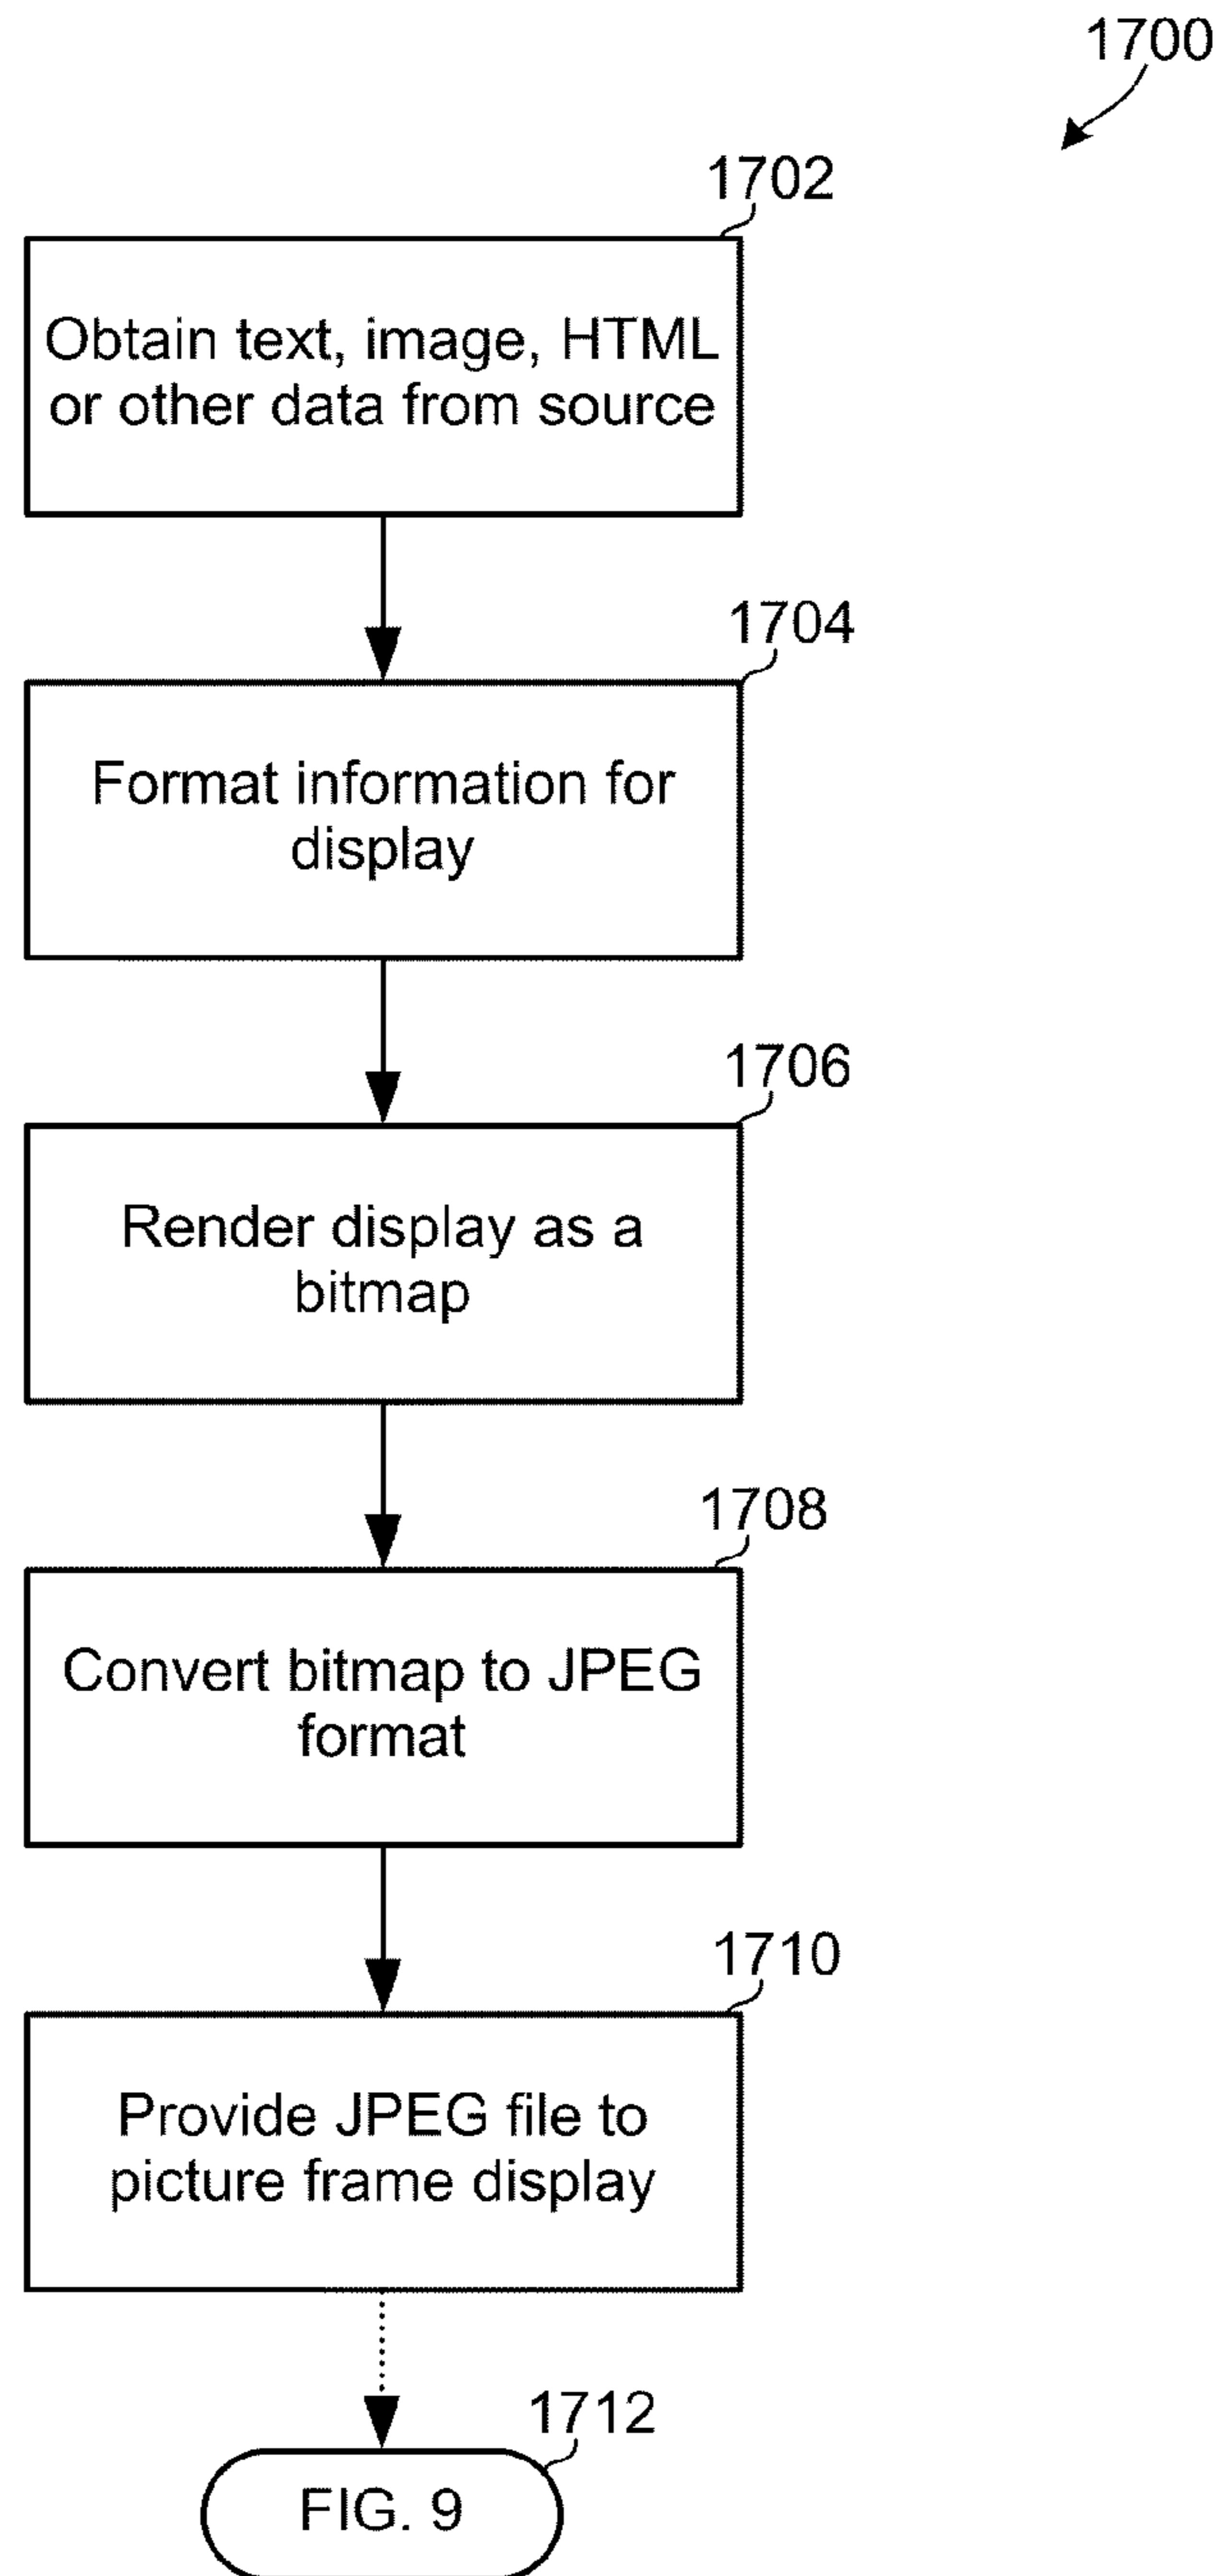 1700
1702
Obtain text, image, HTML
or other data from source
1704
Format information for
display
1706
Render display as a
bitmap
1708
Convert bitmap to JPEG
format
1710
Provide JPEG file to
picture frame display
1712
FIG. 9